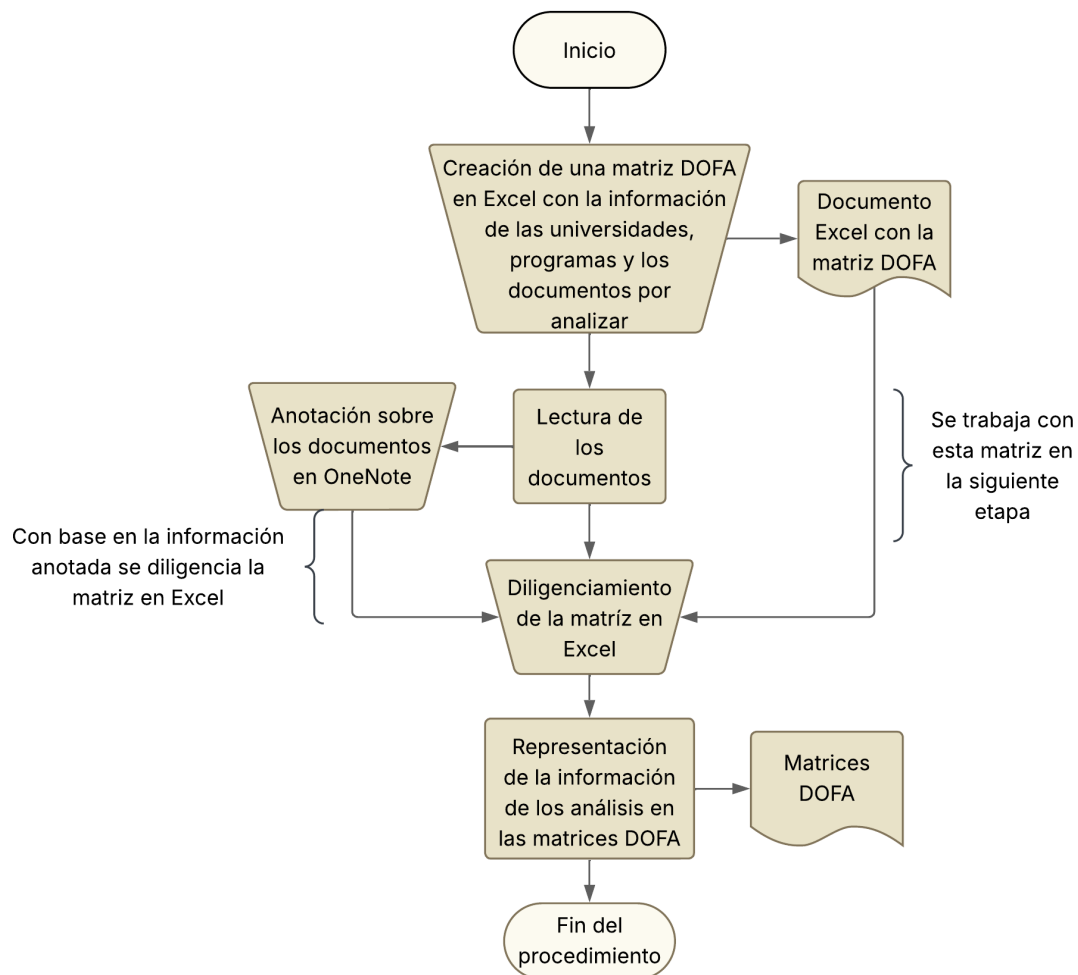 Inicio
Creación de una matriz DOFA
en Excel con la información
de las universidades,
programas y los
documentos por
analizar
Documento
Excel con la
matriz DOFA
Anotación sobre
los documentos
en OneNote
Lectura de
los
documentos
Se trabaja con
esta matriz en
la siguiente
etapa
Con base en la información
anotada se diligencia la
matriz en Excel
Diligenciamiento
de la matríz en
Excel
Representación
de la información
de los análisis en
las matrices DOFA
Matrices
DOFA
Fin del
procedimiento